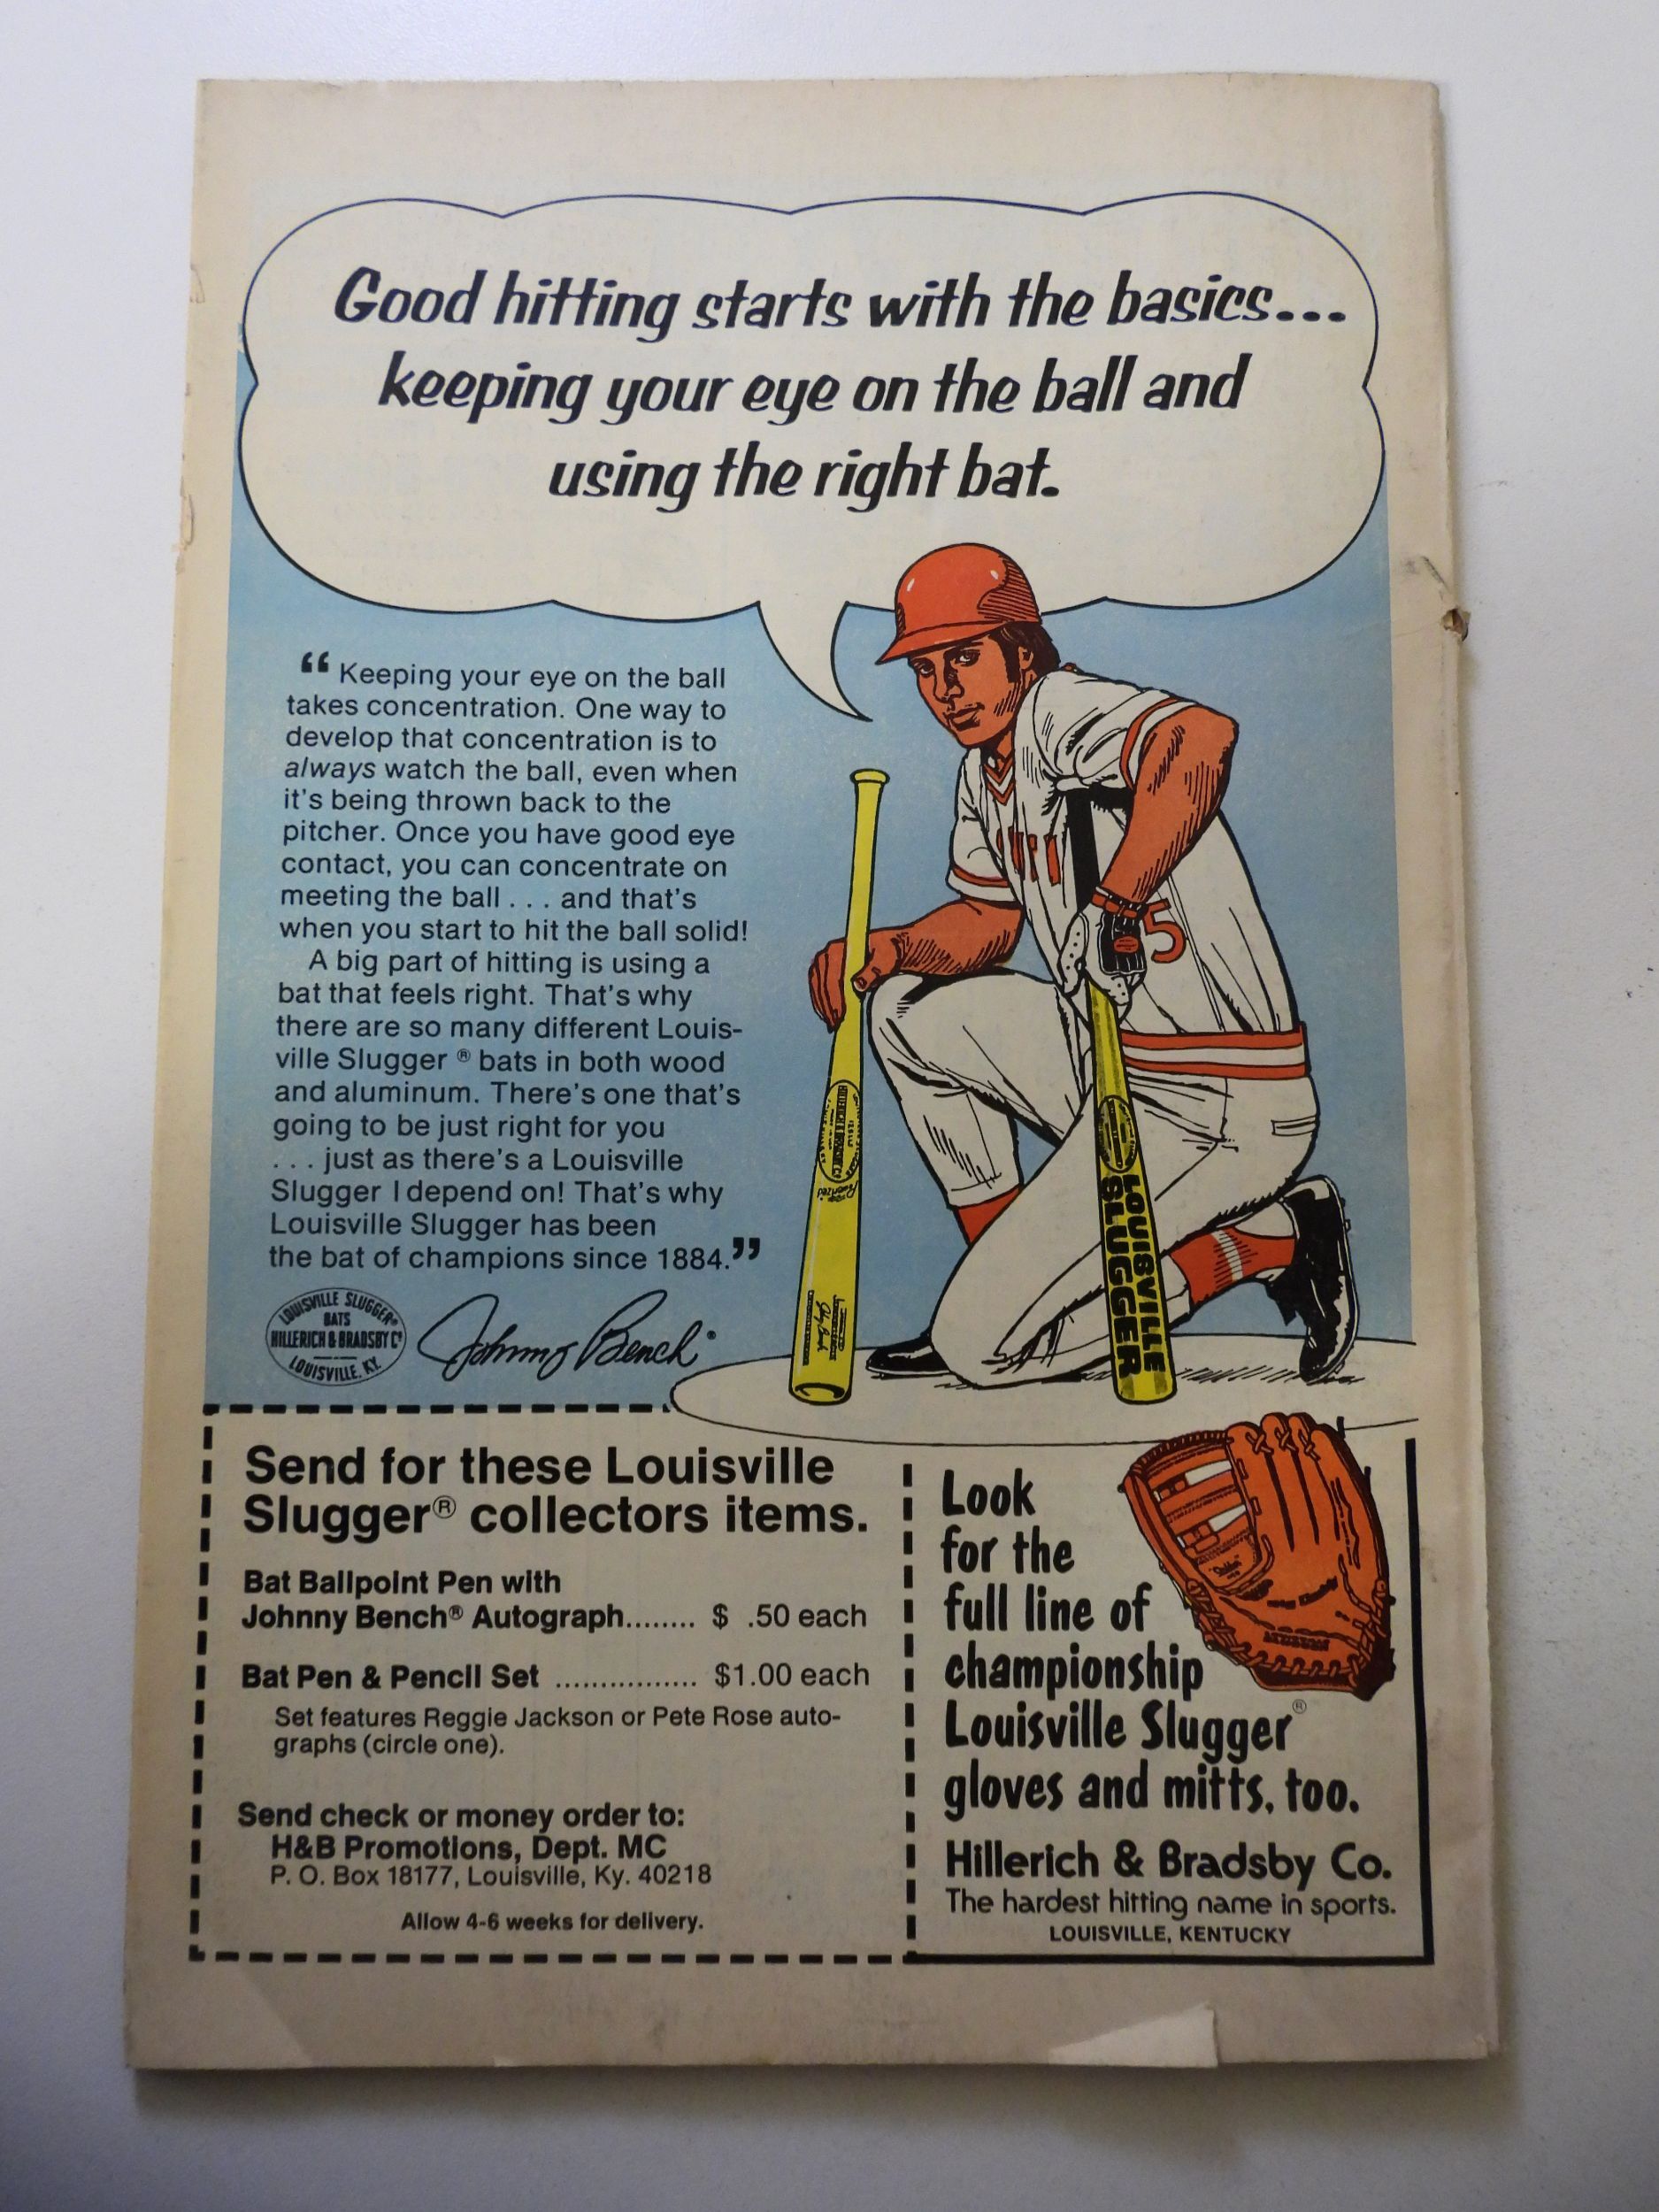 Good hitting starts with the basics...
keeping your eye on the ball and
using the right bat.
“Keeping your eye on the ball
takes concentration. One way to
develop that concentration is to
always watch the ball, even when
it's being thrown back to the
pitcher. Once you have good eye
contact, you can concentrate on
meeting the ball . . . and that's
when you start to hit the ball solid!
A big part of hitting is using a
bat that feels right. That's why
there are so many different Louis-
ville Slugger ® bats in both wood
and aluminum. There's one that's
going to be just right for you
. . . just as there's a Louisville
Slugger I depend on! That's why
Louisville Slugger has been
the bat of champions since 1884.”
LOUISVILLE SLUGGER®
BATS
HILLERICH & BRADSBY Cº
LOUISVILLE. KY.
Johnny Bench®
5
LOUISVILLE
SLUGGER
Send for these Louisville
Slugger® collectors items.
Bat Ballpoint Pen with
Johnny Bench® Autograph........ $ .50 each
Bat Pen & Pencil Set ................ $1.00 each
Set features Reggie Jackson or Pete Rose auto-
graphs (circle one).
Send check or money order to:
H&B Promotions, Dept. MC
P. O. Box 18177, Louisville, Ky. 40218
Allow 4-6 weeks for delivery.
Look
for the
full line of
championship
Louisville Slugger®
gloves and mitts, too.
Hillerich & Bradsby Co.
The hardest hitting name in sports.
LOUISVILLE, KENTUCKY